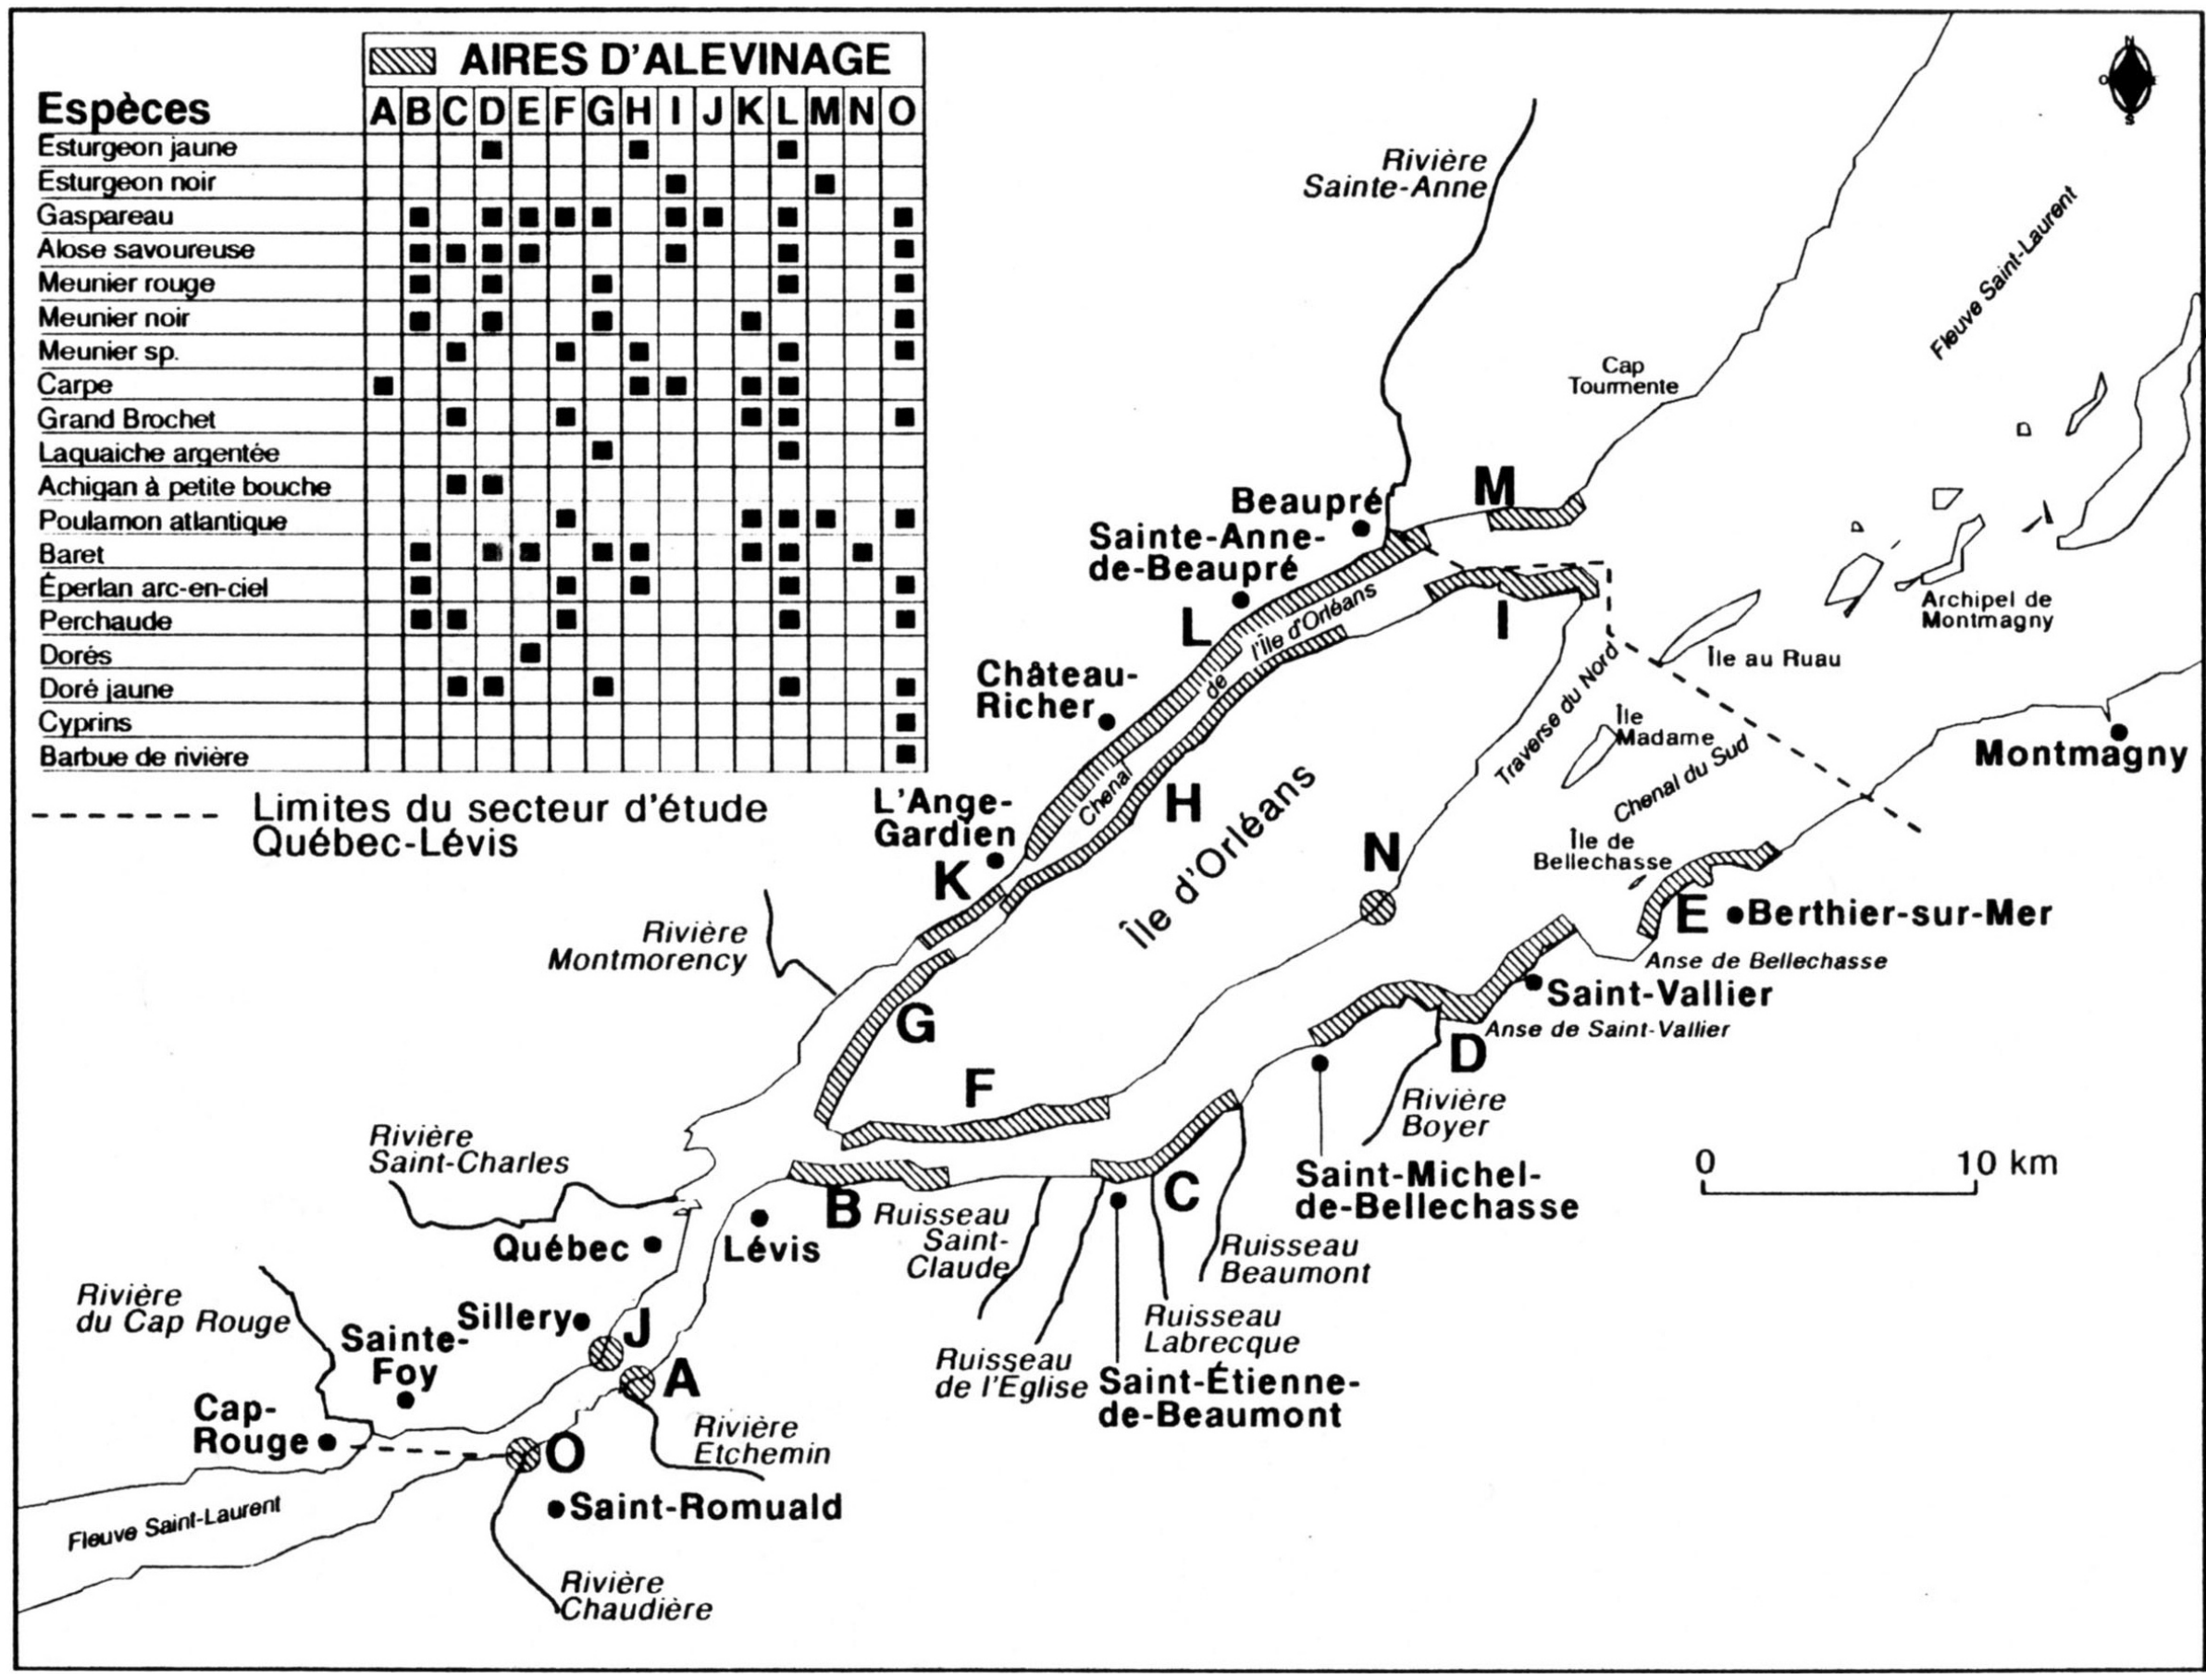 AIRES D'ALEVINAGE
Espèces A B C D E F G H I J K L M N O
Esturgeon jaune ■ ■ ■
Esturgeon noir ■ ■
Gaspareau ■ ■ ■ ■ ■ ■ ■ ■ ■
Alose savoureuse ■ ■ ■ ■ ■ ■ ■
Meunier rouge ■ ■ ■ ■ ■
Meunier noir ■ ■ ■ ■ ■
Meunier sp. ■ ■ ■ ■ ■
Carpe ■ ■ ■ ■ ■
Grand Brochet ■ ■ ■ ■ ■
Laquaiche argentée ■ ■
Achigan à petite bouche ■ ■
Poulamon atlantique ■ ■ ■ ■ ■
Baret ■ ■ ■ ■ ■ ■ ■ ■
Éperlan arc-en-ciel ■ ■ ■ ■ ■
Perchaude ■ ■ ■ ■ ■
Dorés ■
Doré jaune ■ ■ ■ ■ ■
Cyprins ■
Barbue de rivière ■
Limites du secteur d'étude
Québec-Lévis
N
O E
S
Rivière
Sainte-Anne
Fleuve Saint-Laurent
Cap
Tourmente
M
Beaupré
Sainte-Anne-
de-Beaupré
L
I
Chenal de l'Île d'Orléans
Archipel de
Montmagny
Île au Ruau
Château-
Richer
Traverse du Nord
Île
Madame
Chenal du Sud
Montmagny
H
L'Ange-
Gardien
K
Île d'Orléans
N
Île de
Bellechasse
E
Berthier-sur-Mer
Anse de Bellechasse
Rivière
Montmorency
Saint-Vallier
Anse de Saint-Vallier
G
D
F
Rivière
Boyer
Rivière
Saint-Charles
0 10 km
Saint-Michel-
de-Bellechasse
B
C
Québec
Lévis
Ruisseau
Saint-
Claude
Ruisseau
Beaumont
Rivière
du Cap Rouge
Sillery
J
Sainte-
Foy
Ruisseau
Labrecque
Ruisseau
de l'Église
Saint-Étienne-
de-Beaumont
A
Cap-
Rouge
Rivière
Etchemin
O
Saint-Romuald
Fleuve Saint-Laurent
Rivière
Chaudière